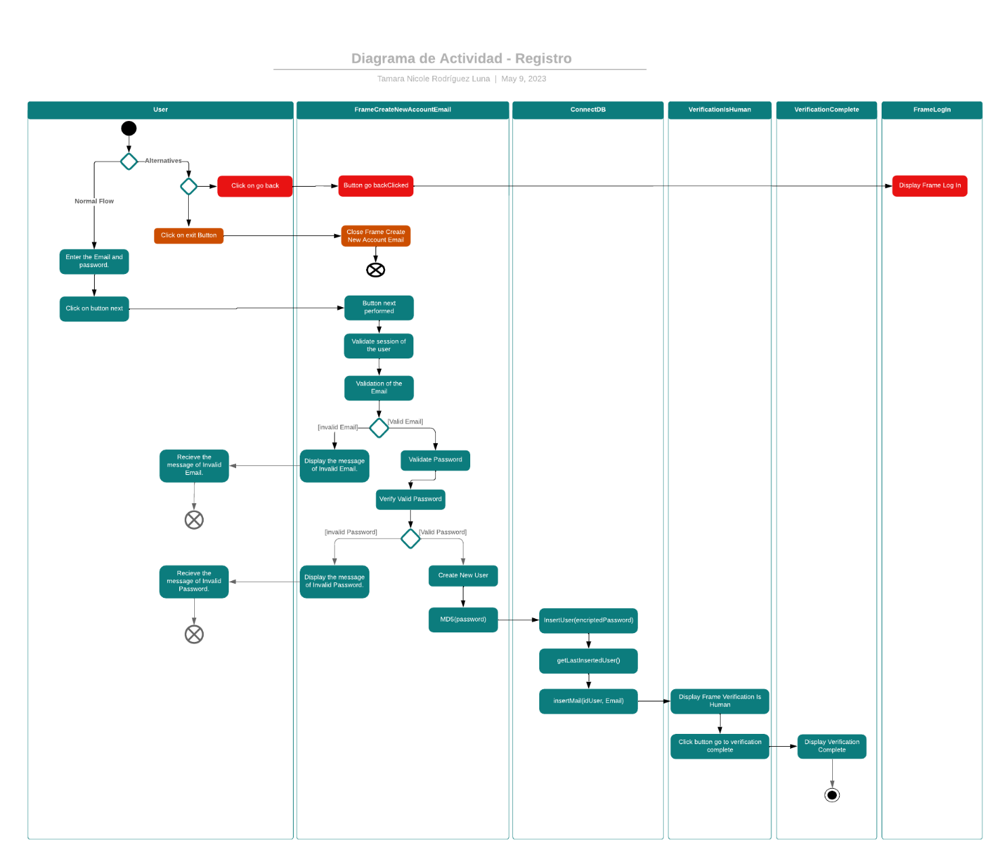 Diagrama de Actividad - Registro
Tamara Nicole Rodríguez Luna | May 9, 2023
User
FrameCreateNewAccountEmail
ConnectDB
VerificationIsHuman
VerificationComplete
FrameLogIn
Alternatives
Click on go back
Button go backClicked
Display Frame Log In
Normal Flow
Click on exit Button
Close Frame Create
New Account Email
Enter the Email and
password.
Click on button next
Button next
performed
Validate session of
the user
Validation of the
Email
[invalid Email]
[Valid Email]
Recieve the
message of Invalid
Email.
Display the message
of Invalid Email.
Validate Password
Verify Valid Password
[invalid Password]
[Valid Password]
Recieve the
message of Invalid
Password.
Display the message
of Invalid Password.
Create New User
MD5(password)
InsertUser(encriptedPassword)
getLastInsertedUser()
insertMail(idUser, Email)
Display Frame Verification Is
Human
Click button go to verification
complete
Display Verification
Complete